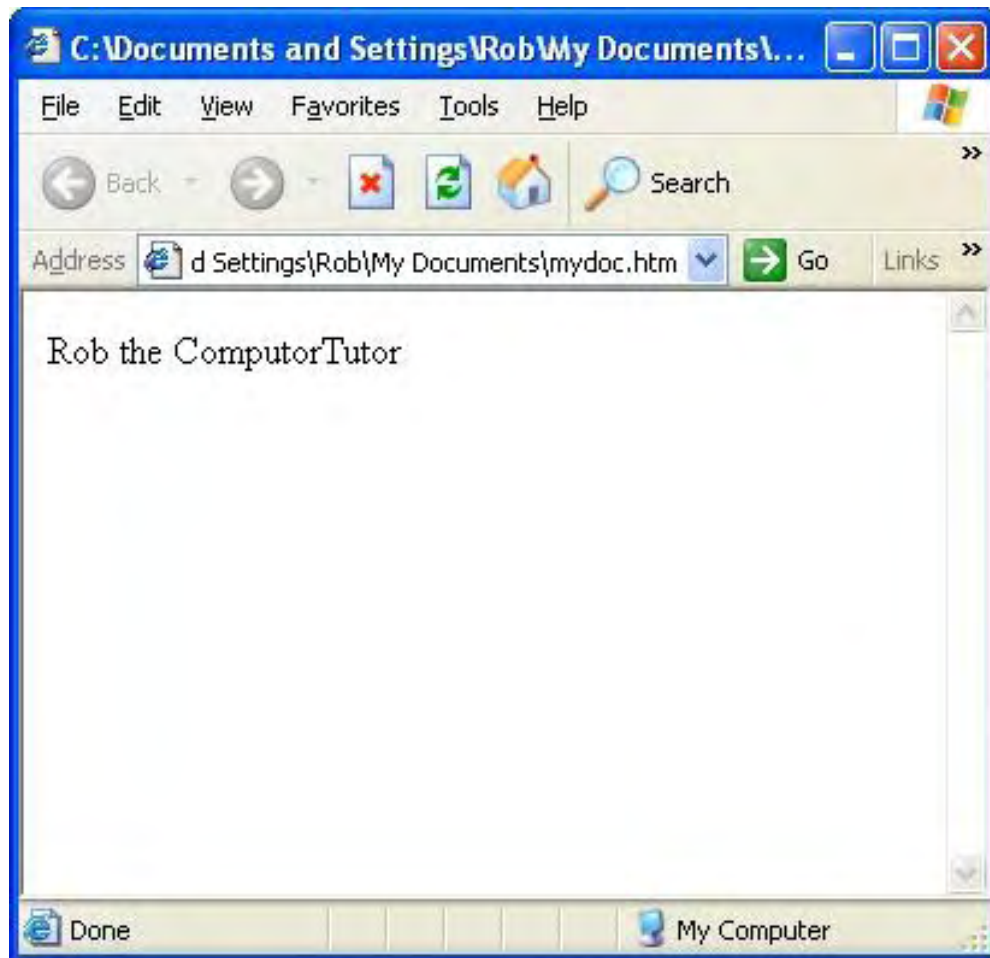 C:\Documents and Settings\Rob\My Documents\...
File Edit View Favorites Tools Help
Back Search »
Address d Settings\Rob\My Documents\mydoc.htm Go Links »
Rob the ComputorTutor
Done My Computer